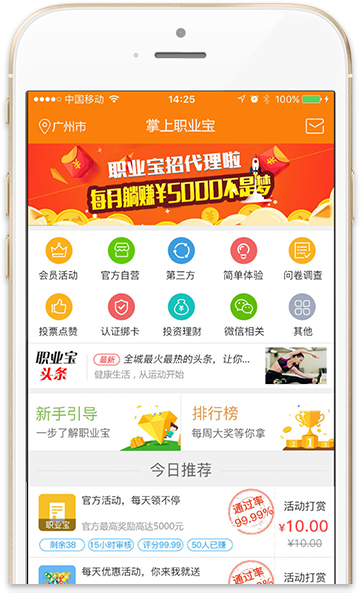 中国移动 14:25 100%
广州市 掌上职业宝
职业宝招代理啦
每月躺赚¥5000不是梦
会员活动 官方自营 第三方 简单体验 问卷调查
投票点赞 认证绑卡 投资理财 微信相关 其他
职业宝
头条
最新 全城最火最热的头条，让你...
健康生活，从运动开始
新手引导
一步了解职业宝
排行榜
每周大奖等你拿
今日推荐
职业宝
官方活动，每天领不停
官方最高奖励高达5000元
剩余38 15小时审核 评分99.99 50人已赚
通过率
99.99%
活动打赏
¥10.00
¥10.00
每天优惠活动，你来我就送
通过率
活动打赏